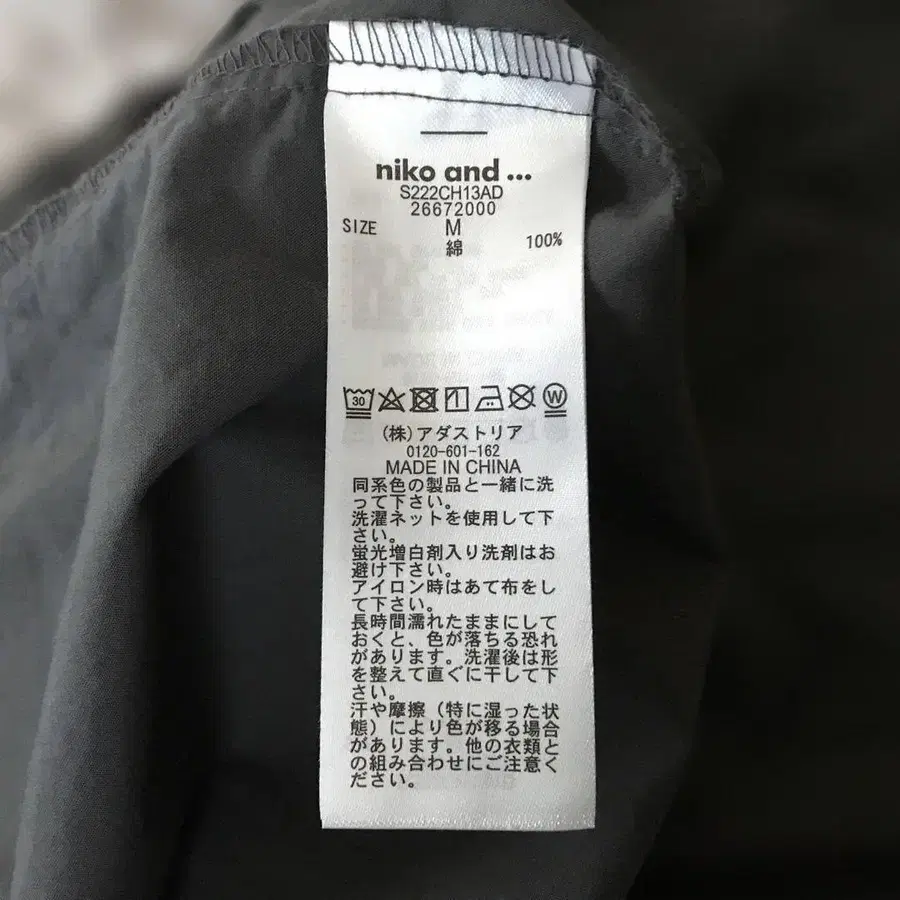 niko and ...
S222CH13AD
26672000
SIZE M
綿 100%
30 W
(株)アダストリア
0120-601-162
MADE IN CHINA
同系色の製品と一緒に洗
って下さい。
洗濯ネットを使用して下
さい。
蛍光増白剤入り洗剤はお
避け下さい。
アイロン時はあて布をし
て下さい。
長時間濡れたままにして
おくと、色が落ちる恐れ
があります。洗濯後は形
を整えて直ぐに干して下
さい。
汗や摩擦(特に湿った状
態)により色が移る場合
があります。他の衣類と
の組み合わせにご注意く
ださい。